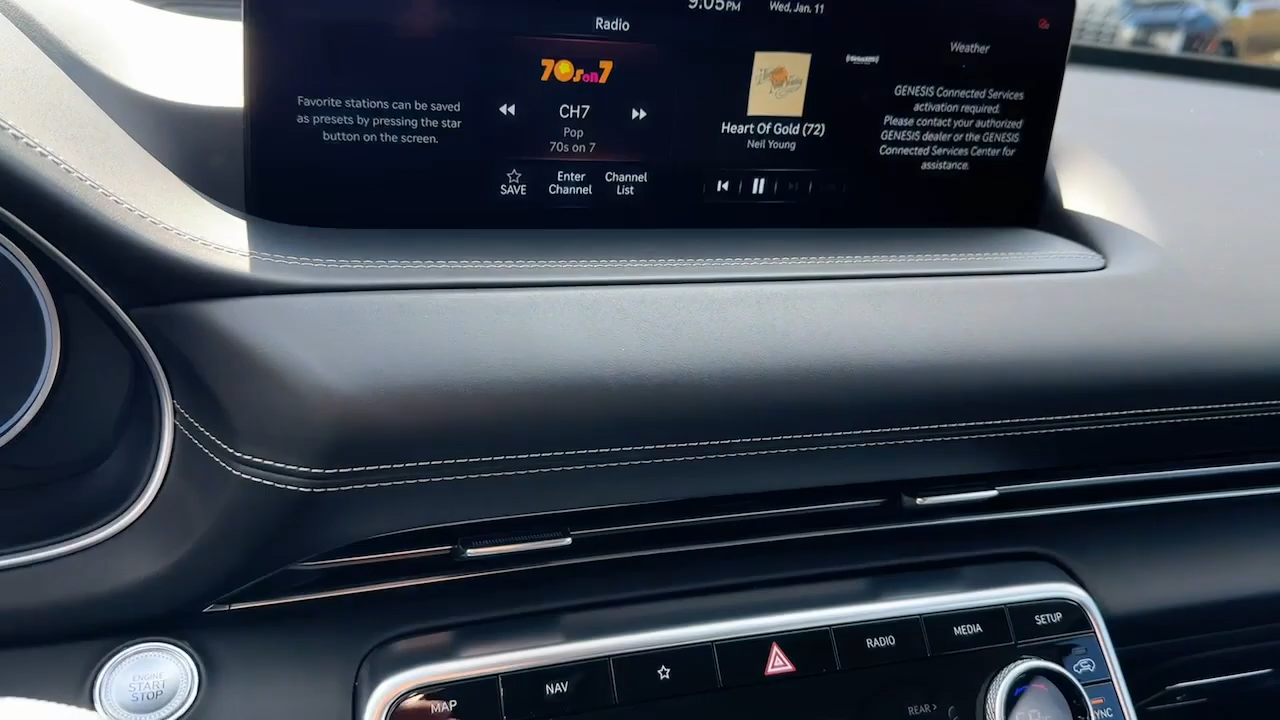 9:05PM
Wed, Jan. 11
Radio
Favorite stations can be saved
as presets by pressing the star
button on the screen.
70s on 7
CH7
Pop
70s on 7
SAVE
Enter
Channel
Channel
List
Heart Of Gold (72)
Neil Young
Weather
GENESIS Connected Services
activation required.
Please contact your authorized
GENESIS dealer or the GENESIS
Connected Services Center for
assistance.
ENGINE
START
STOP
MAP
NAV
RADIO
MEDIA
SETUP
REAR
SYNC